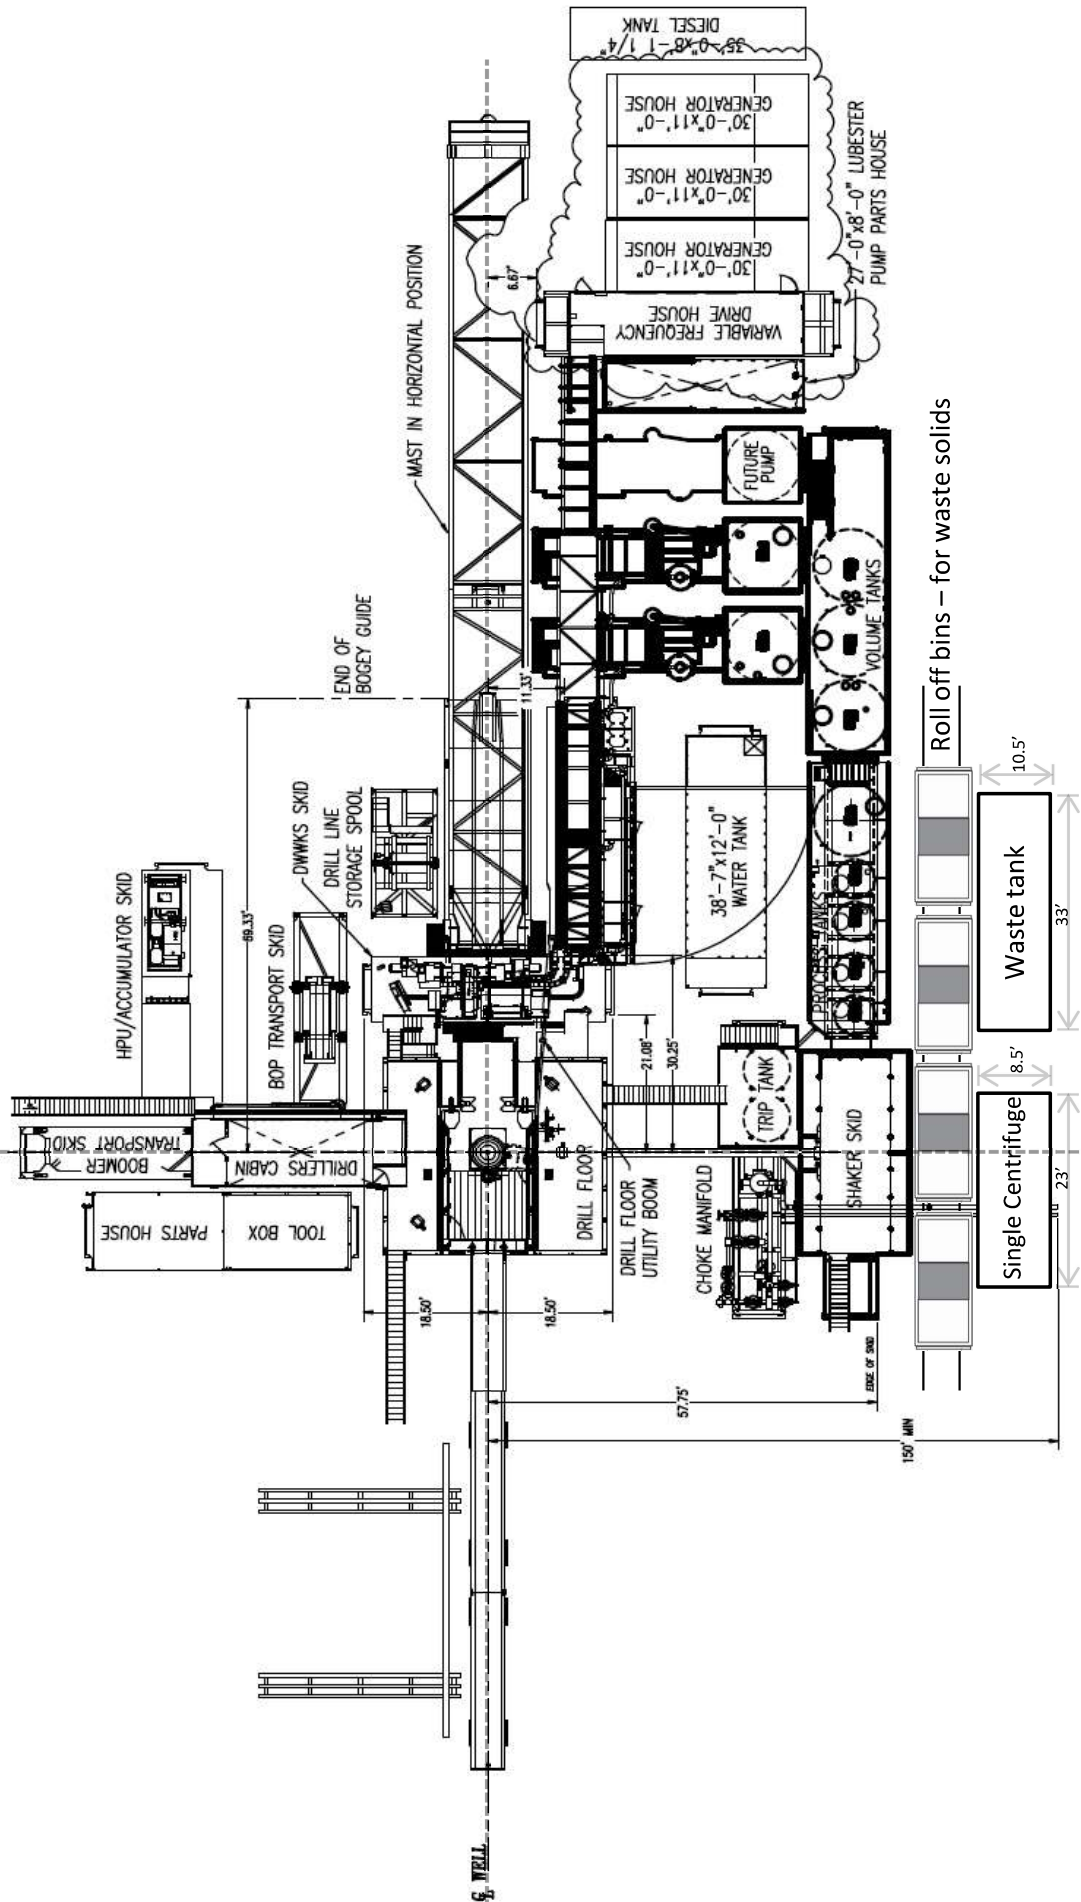 35'-0x8'-1 1/4"
DIESEL TANK
30'-0"x11'-0"
GENERATOR HOUSE
30'-0"x11'-0"
GENERATOR HOUSE
30'-0"x11'-0"
GENERATOR HOUSE
27'-0"x8'-0" LUBESTER
PUMP PARTS HOUSE
VARIABLE FREQUENCY
DRIVE HOUSE
6.67'
MAST IN HORIZONTAL POSITION
FUTURE
PUMP
VOLUME TANKS
END OF
BOGEY GUIDE
11.33'
69.33'
DWWKS SKID
DRILL LINE
STORAGE SPOOL
HPU/ACCUMULATOR SKID
BOP TRANSPORT SKID
38'-7"x12'-0"
WATER TANK
PROCESS TANKS
Roll off bins – for waste solids
10.5'
Waste tank
33'
21.08'
30.25'
TRIP TANK
SHAKER SKID
8.5'
Single Centrifuge
23'
BOOMER
TRANSPORT SKID
DRILLERS CABIN
PARTS HOUSE
TOOL BOX
DRILL FLOOR
DRILL FLOOR
UTILITY BOOM
CHOKE MANIFOLD
18.50'
18.50'
EDGE OF SKID
57.75'
150' MIN
WELL